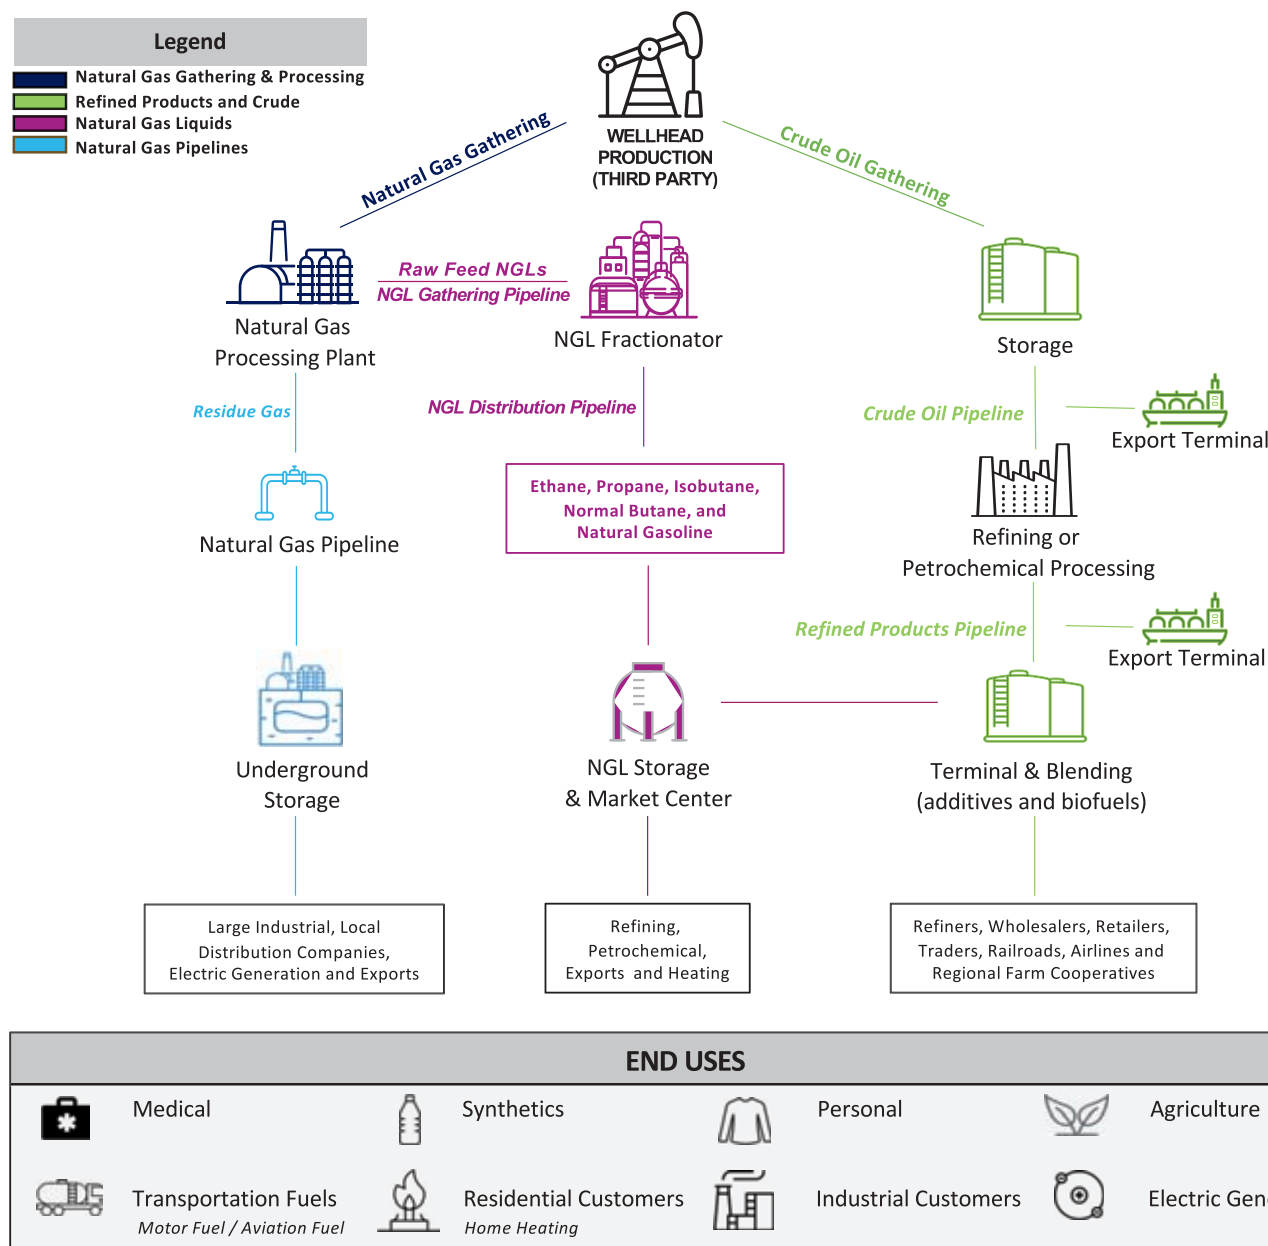 Legend
Natural Gas Gathering & Processing
Refined Products and Crude
Natural Gas Liquids
Natural Gas Pipelines
WELLHEAD
PRODUCTION
(THIRD PARTY)
Natural Gas Gathering
Crude Oil Gathering
Raw Feed NGLs
NGL Gathering Pipeline
Natural Gas
Processing Plant
NGL Fractionator
Storage
Residue Gas
NGL Distribution Pipeline
Crude Oil Pipeline
Export Terminal
Ethane, Propane, Isobutane,
Normal Butane, and
Natural Gasoline
Natural Gas Pipeline
Refining or
Petrochemical Processing
Refined Products Pipeline
Export Terminal
Underground
Storage
NGL Storage
& Market Center
Terminal & Blending
(additives and biofuels)
Large Industrial, Local
Distribution Companies,
Electric Generation and Exports
Refining,
Petrochemical,
Exports and Heating
Refiners, Wholesalers, Retailers,
Traders, Railroads, Airlines and
Regional Farm Cooperatives
END USES
Medical
Synthetics
Personal
Agriculture
Transportation Fuels
Motor Fuel / Aviation Fuel
Residential Customers
Home Heating
Industrial Customers
Electric Gen